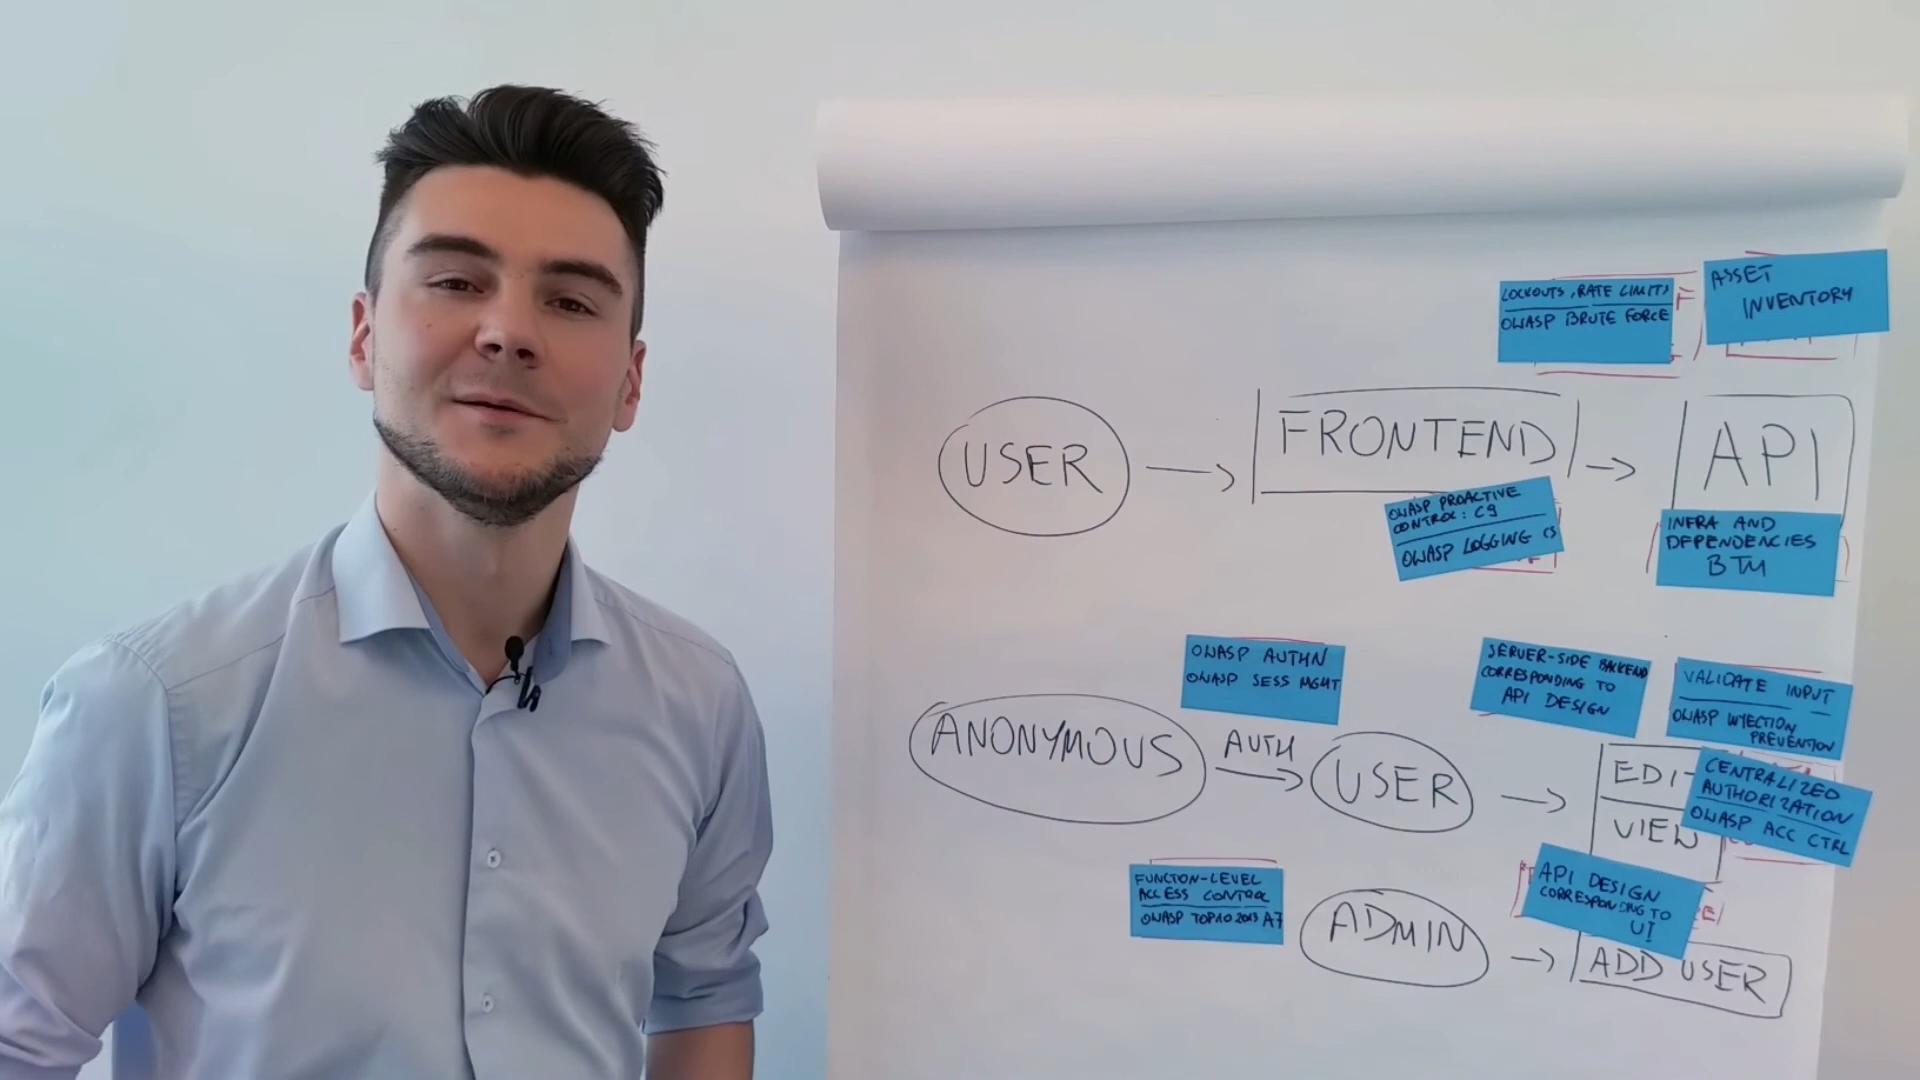 LOCKOUTS, RATE LIMITS
OWASP BRUTE FORCE
ASSET
INVENTORY
USER
FRONTEND
API
OWASP PROACTIVE
CONTROL: C9
OWASP LOGGING CS
INFRA AND
DEPENDENCIES
BTM
OWASP AUTHN
OWASP SESS MGMT
SERVER-SIDE BACKEND
CORRESPONDING TO
API DESIGN
VALIDATE INPUT
OWASP INJECTION
PREVENTION
ANONYMOUS
AUTH
USER
EDIT
VIEW
CENTRALIZED
AUTHORIZATION
OWASP ACC CTRL
FUNCTION-LEVEL
ACCESS CONTROL
OWASP TOP10 2013 A7
ADMIN
API DESIGN
CORRESPONDING TO
UI
ADD USER